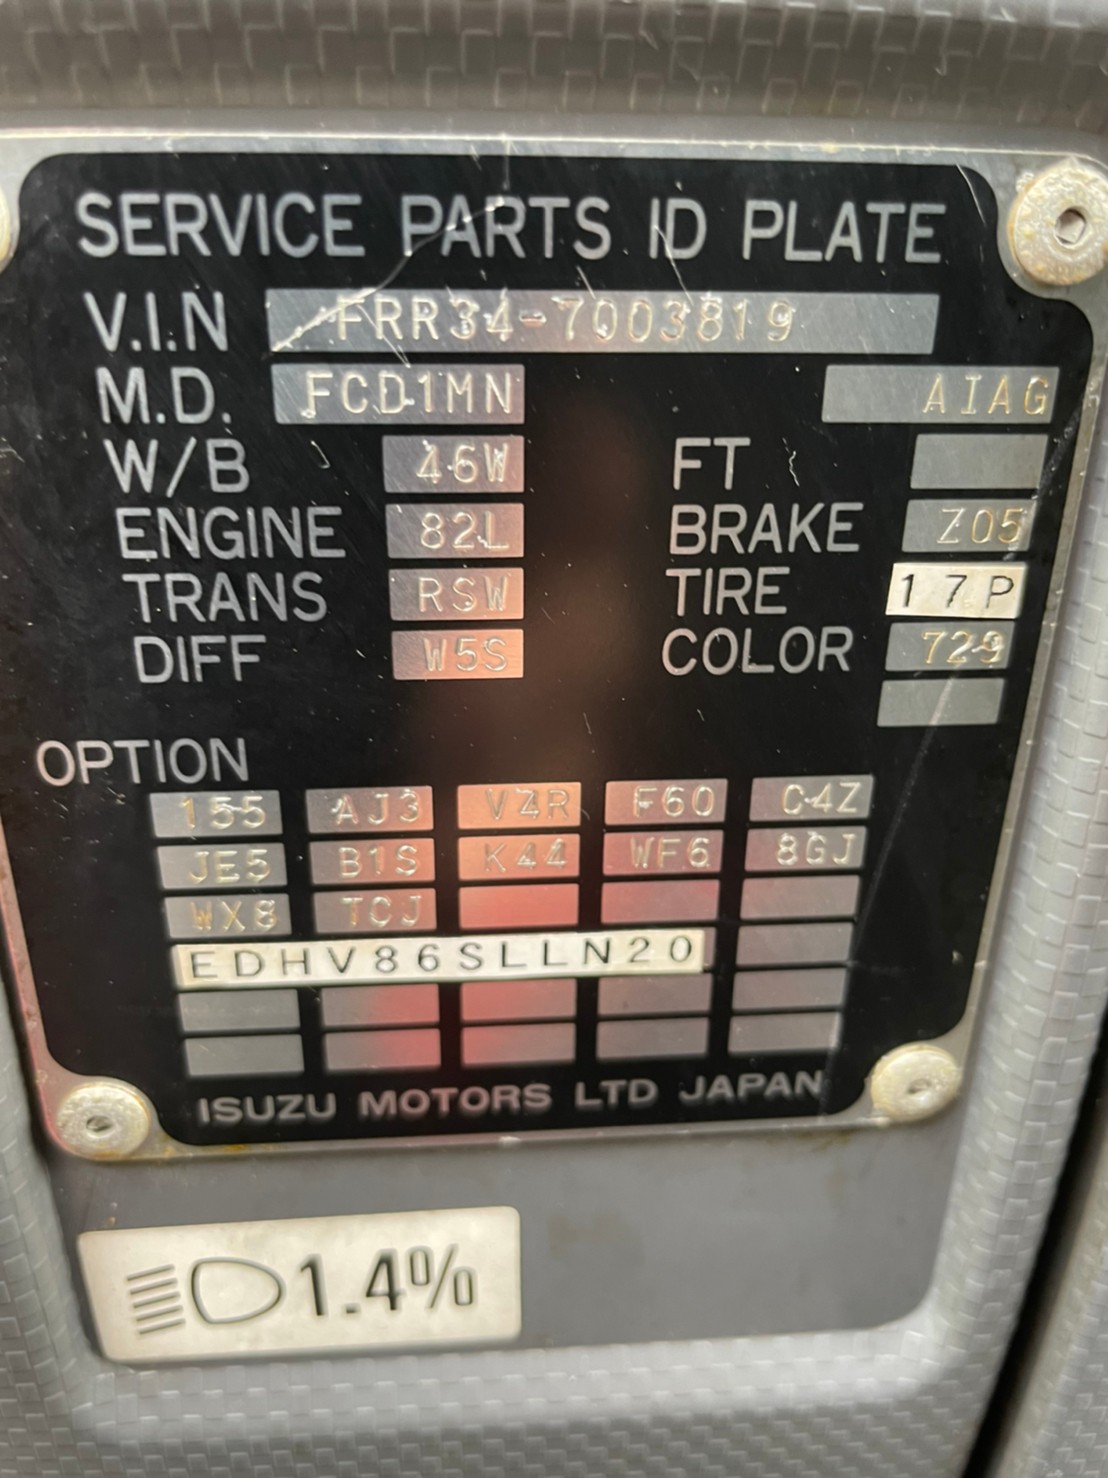 SERVICE PARTS ID PLATE
V.I.N FRR34-7003819
M.D. FCD1MN AIAG
W/B 46W FT
ENGINE 82L BRAKE Z05
TRANS RSW TIRE 17P
DIFF W5S COLOR 729
OPTION
155 AJ3 V4R F60 C4Z
JE5 B1S K44 WF6 8GJ
WX8 TCJ
EDHV86SLLN20
ISUZU MOTORS LTD JAPAN
1.4%